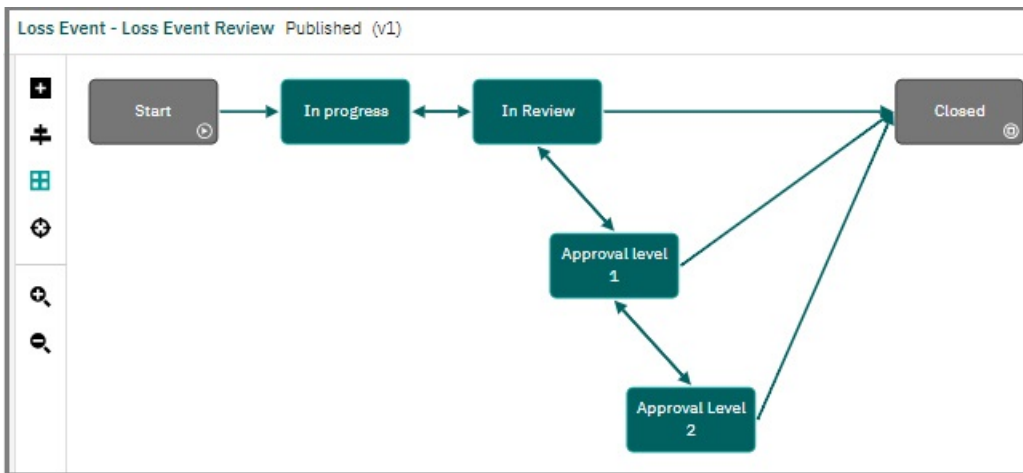 Loss Event - Loss Event Review Published (v1)
Start
In progress
In Review
Closed
Approval level
1
Approval Level
2